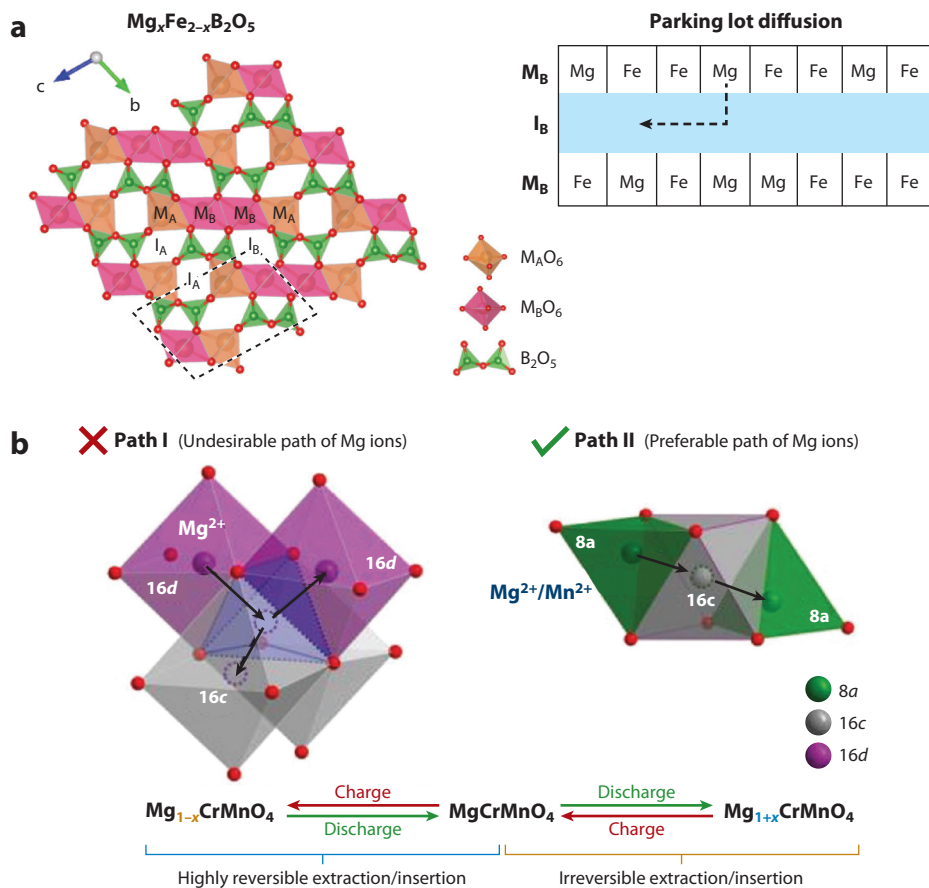 a
MgxFe2–xB2O5
c
b
MA MB MB MA
IA IB
IA
MAO6
MBO6
B2O5
Parking lot diffusion
MB Mg Fe Fe Mg Fe Fe Mg Fe
IB
MB Fe Mg Fe Mg Mg Fe Fe Fe
b
Path I (Undesirable path of Mg ions)
Mg2+
16d
16d
16c
Path II (Preferable path of Mg ions)
8a
16c
8a
Mg2+/Mn2+
8a
16c
16d
Charge Discharge
Mg1–xCrMnO4 MgCrMnO4 Mg1+xCrMnO4
Discharge Charge
Highly reversible extraction/insertion Irreversible extraction/insertion